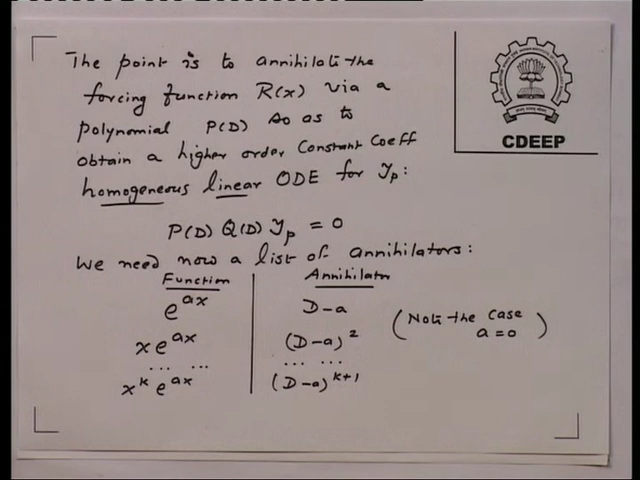 The point is to annihilate the
forcing function R(x) via a
polynomial P(D) so as to
obtain a higher order Constant Coeff
homogeneous linear ODE for yp:
P(D) Q(D) yp = 0
We need now a list of annihilators:
Function Annihilator
e^ax D-a
xe^ax (D-a)^2
... ... ... ...
x^k e^ax (D-a)^k+1
(Note the case
a=0)
CDEEP